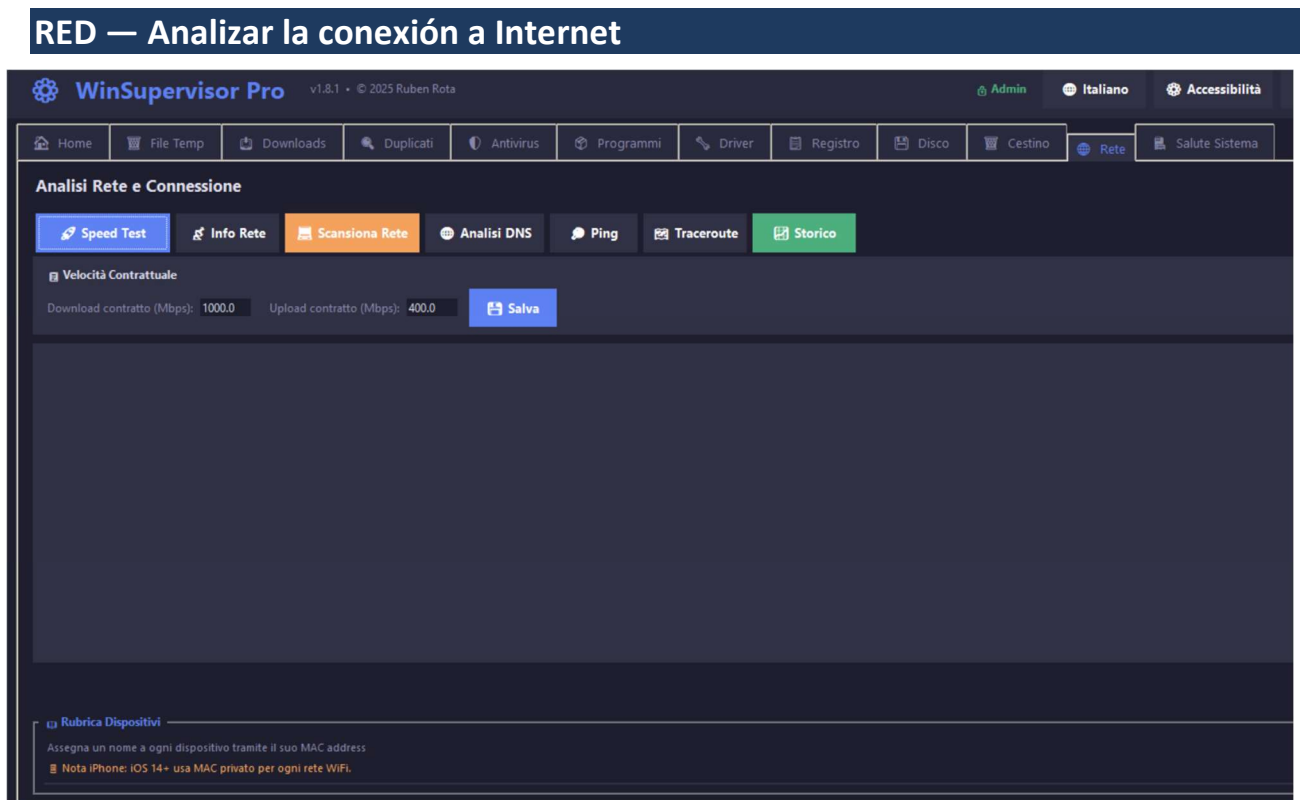 RED — Analizar la conexión a Internet
WinSupervisor Pro v1.8.1 • © 2025 Ruben Rota Admin Italiano Accessibilità
Home File Temp Downloads Duplicati Antivirus Programmi Driver Registro Disco Cestino Rete Salute Sistema
Analisi Rete e Connessione
Speed Test Info Rete Scansiona Rete Analisi DNS Ping Traceroute Storico
Velocità Contrattuale
Download contratto (Mbps): 1000.0 Upload contratto (Mbps): 400.0 Salva
Rubrica Dispositivi
Assegna un nome a ogni dispositivo tramite il suo MAC address
Nota iPhone: iOS 14+ usa MAC privato per ogni rete WiFi.